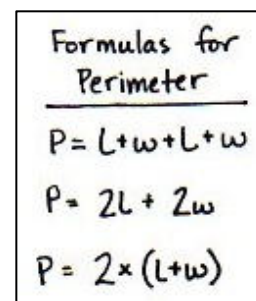 Formulas for
Perimeter
P = L+w+L+w
P = 2L + 2w
P = 2×(L+w)